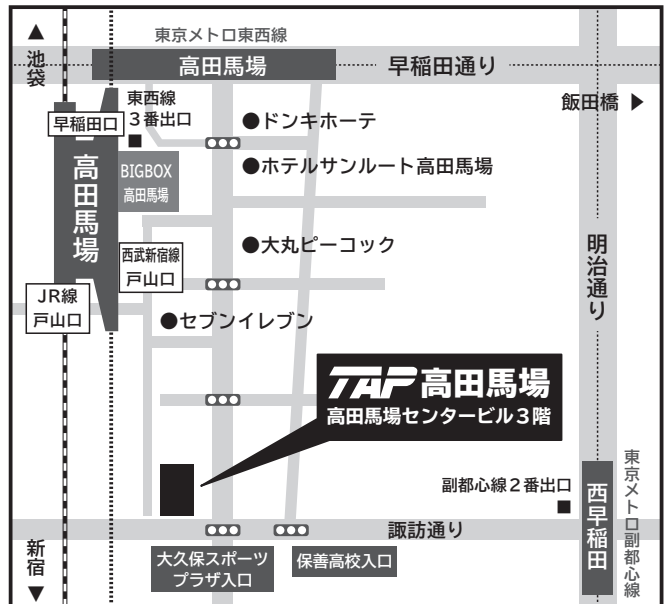 ▲
池袋
東京メトロ東西線
高田馬場
早稲田通り
飯田橋 ▶
早稲田口
東西線
3番出口
■
●ドンキホーテ
高田馬場
BIGBOX
高田馬場
●ホテルサンルート高田馬場
西武新宿線
戸山口
●大丸ピーコック
明治通り
JR線
戸山口
●セブンイレブン
TAP 高田馬場
高田馬場センタービル3階
副都心線2番出口
■
西早稲田
東京メトロ副都心線
諏訪通り
大久保スポーツ
プラザ入口
保善高校入口
新宿
▼